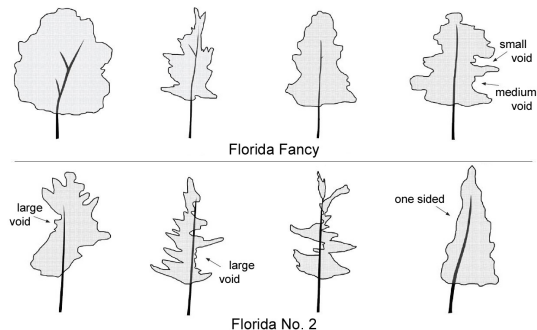 small
void
medium
void
Florida Fancy
large
void
large
void
one sided
Florida No. 2